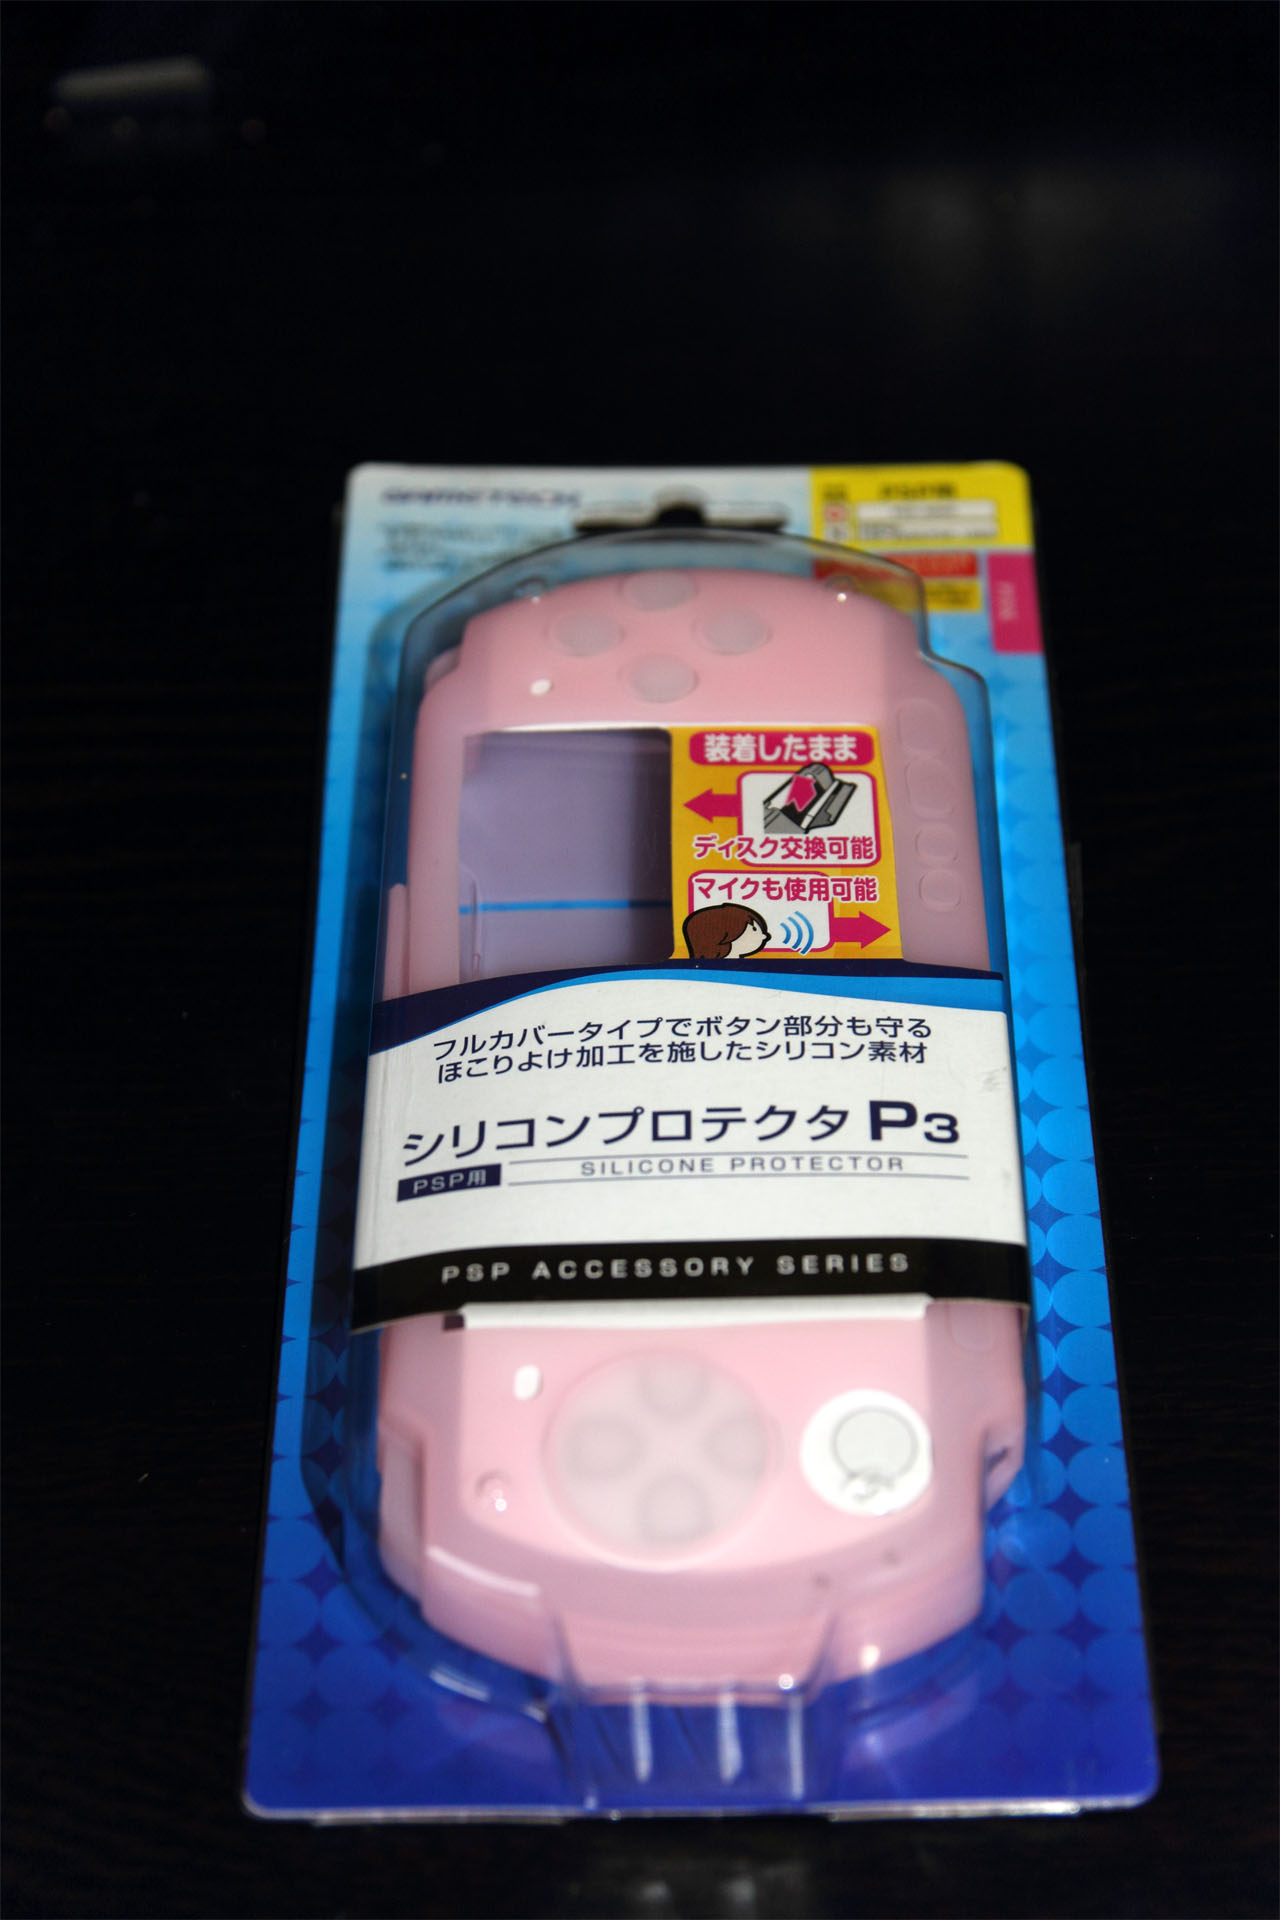 GAMETECH
装着したまま
ディスク交換可能
マイクも使用可能
フルカバータイプでボタン部分も守る
ほこりよけ加工を施したシリコン素材
シリコンプロテクタ P3
PSP用
SILICONE PROTECTOR
PSP ACCESSORY SERIES